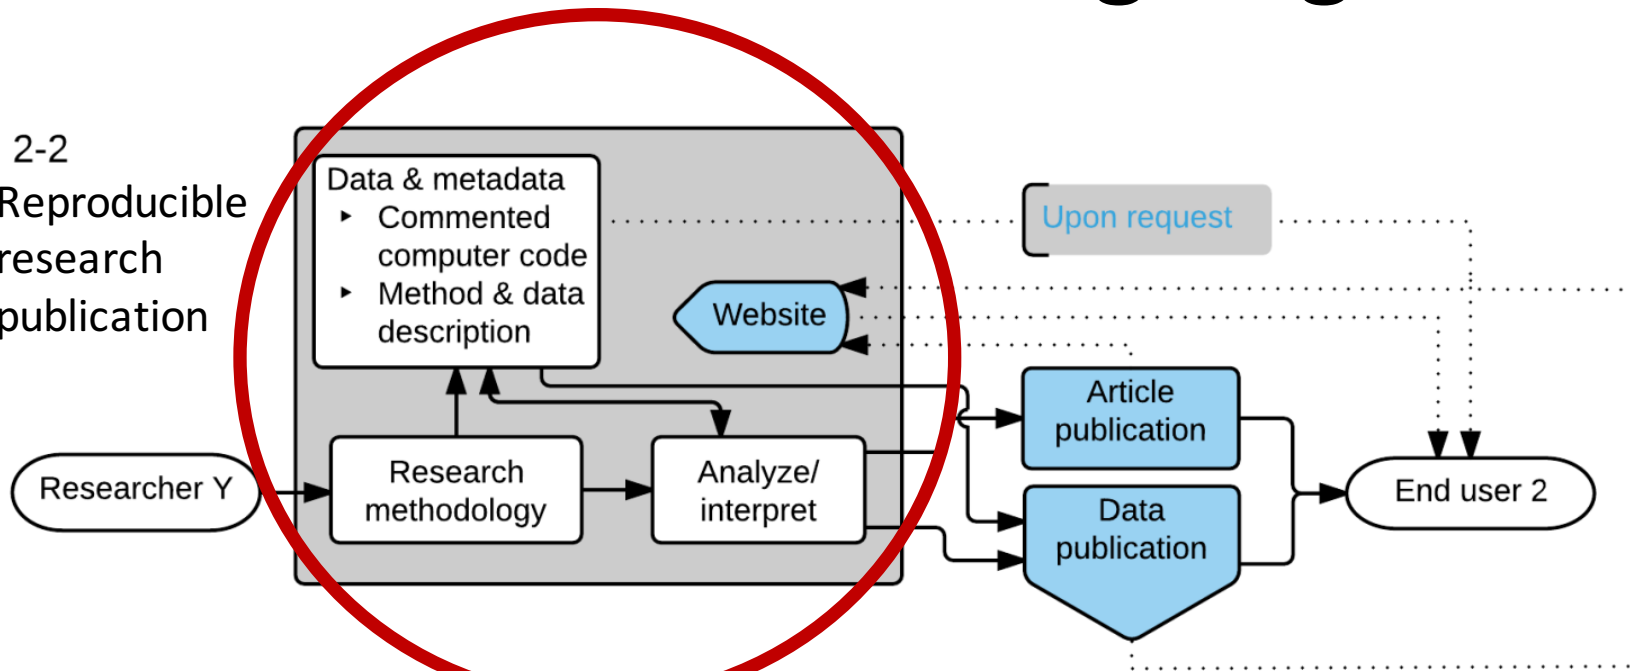 2-2
Reproducible
research
publication
Data & metadata
‣ Commented
computer code
‣ Method & data
description
Upon request
Website
Article
publication
Researcher Y
Research
methodology
Analyze/
interpret
Data
publication
End user 2